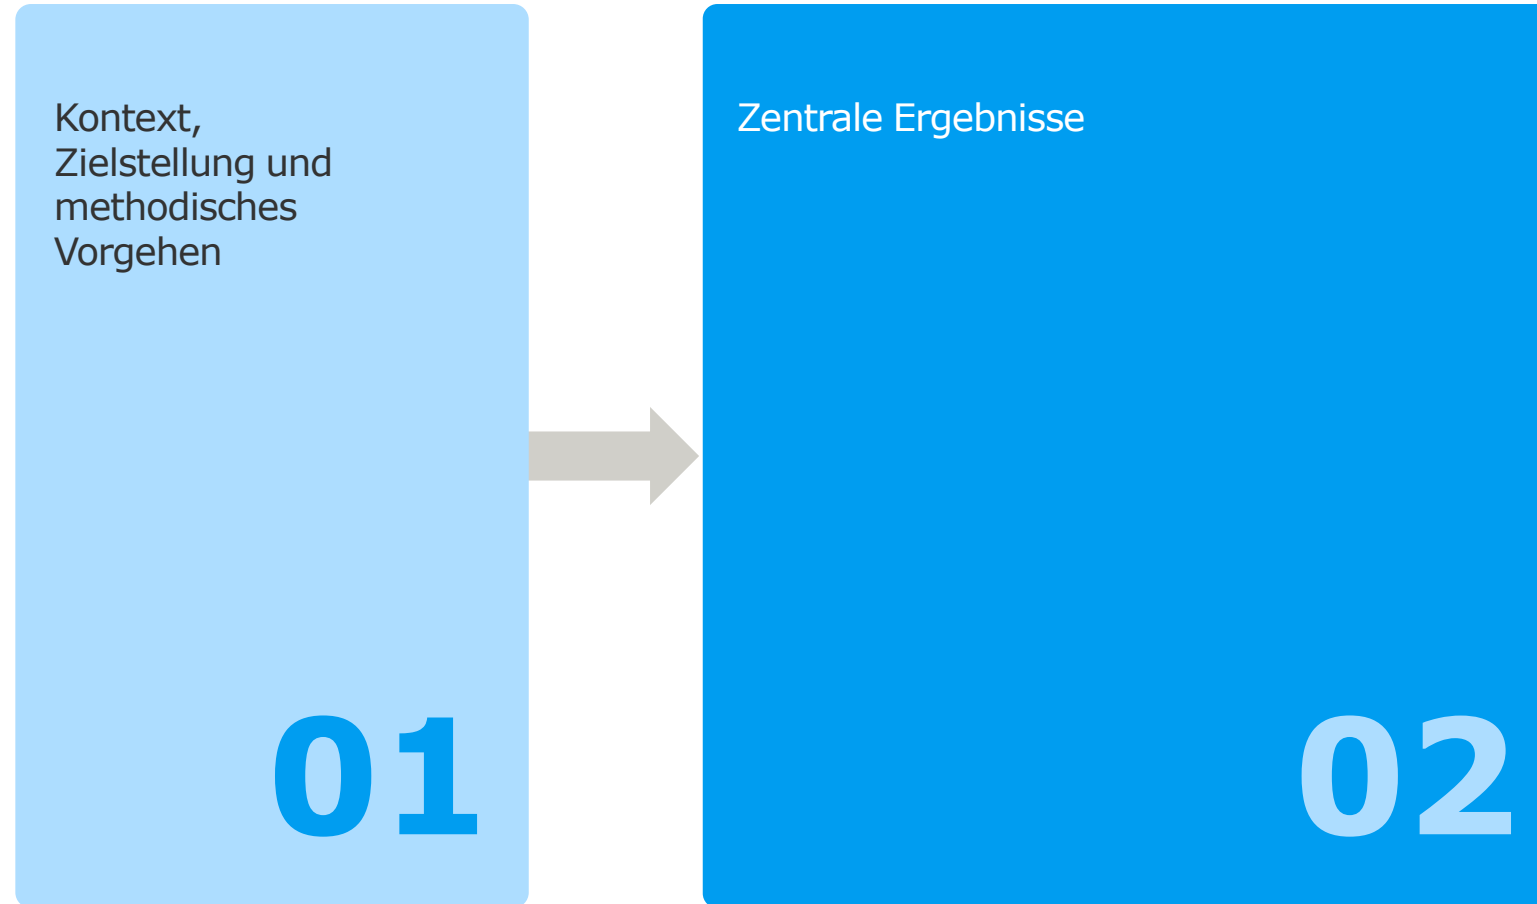 Kontext,
Zielstellung und
methodisches
Vorgehen
01
Zentrale Ergebnisse
02